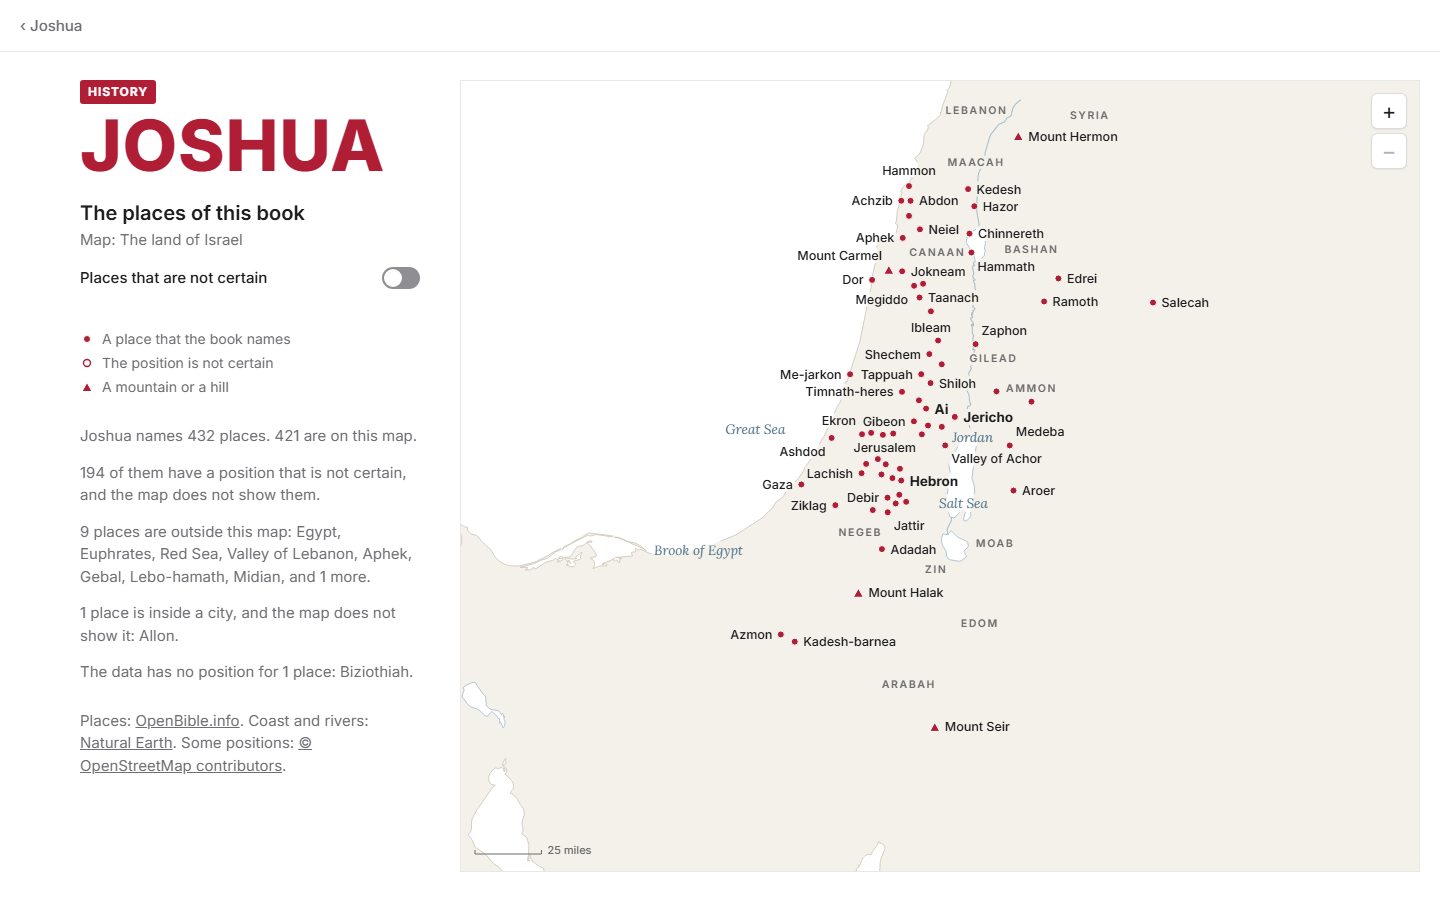 ‹ Joshua
HISTORY
JOSHUA
The places of this book
Map: The land of Israel
Places that are not certain
A place that the book names
The position is not certain
A mountain or a hill
Joshua names 432 places. 421 are on this map.
194 of them have a position that is not certain,
and the map does not show them.
9 places are outside this map: Egypt,
Euphrates, Red Sea, Valley of Lebanon, Aphek,
Gebal, Lebo-hamath, Midian, and 1 more.
1 place is inside a city, and the map does not
show it: Allon.
The data has no position for 1 place: Biziothiah.
Places: OpenBible.info. Coast and rivers:
Natural Earth. Some positions: ©
OpenStreetMap contributors.
LEBANON
SYRIA
+
Mount Hermon
−
MAACAH
Hammon
Kedesh
Achzib
Abdon
Hazor
Neiel
Chinnereth
Aphek
BASHAN
Mount Carmel
CANAAN
Hammath
Jokneam
Dor
Edrei
Megiddo
Taanach
Ramoth
Salecah
Ibleam
Zaphon
Shechem
GILEAD
Me-jarkon
Tappuah
Shiloh
Timnath-heres
AMMON
Ai
Jericho
Ekron
Gibeon
Great Sea
Medeba
Jordan
Ashdod
Jerusalem
Valley of Achor
Lachish
Hebron
Gaza
Aroer
Debir
Salt Sea
Ziklag
Jattir
NEGEB
MOAB
Brook of Egypt
Adadah
ZIN
Mount Halak
EDOM
Azmon
Kadesh-barnea
ARABAH
Mount Seir
25 miles